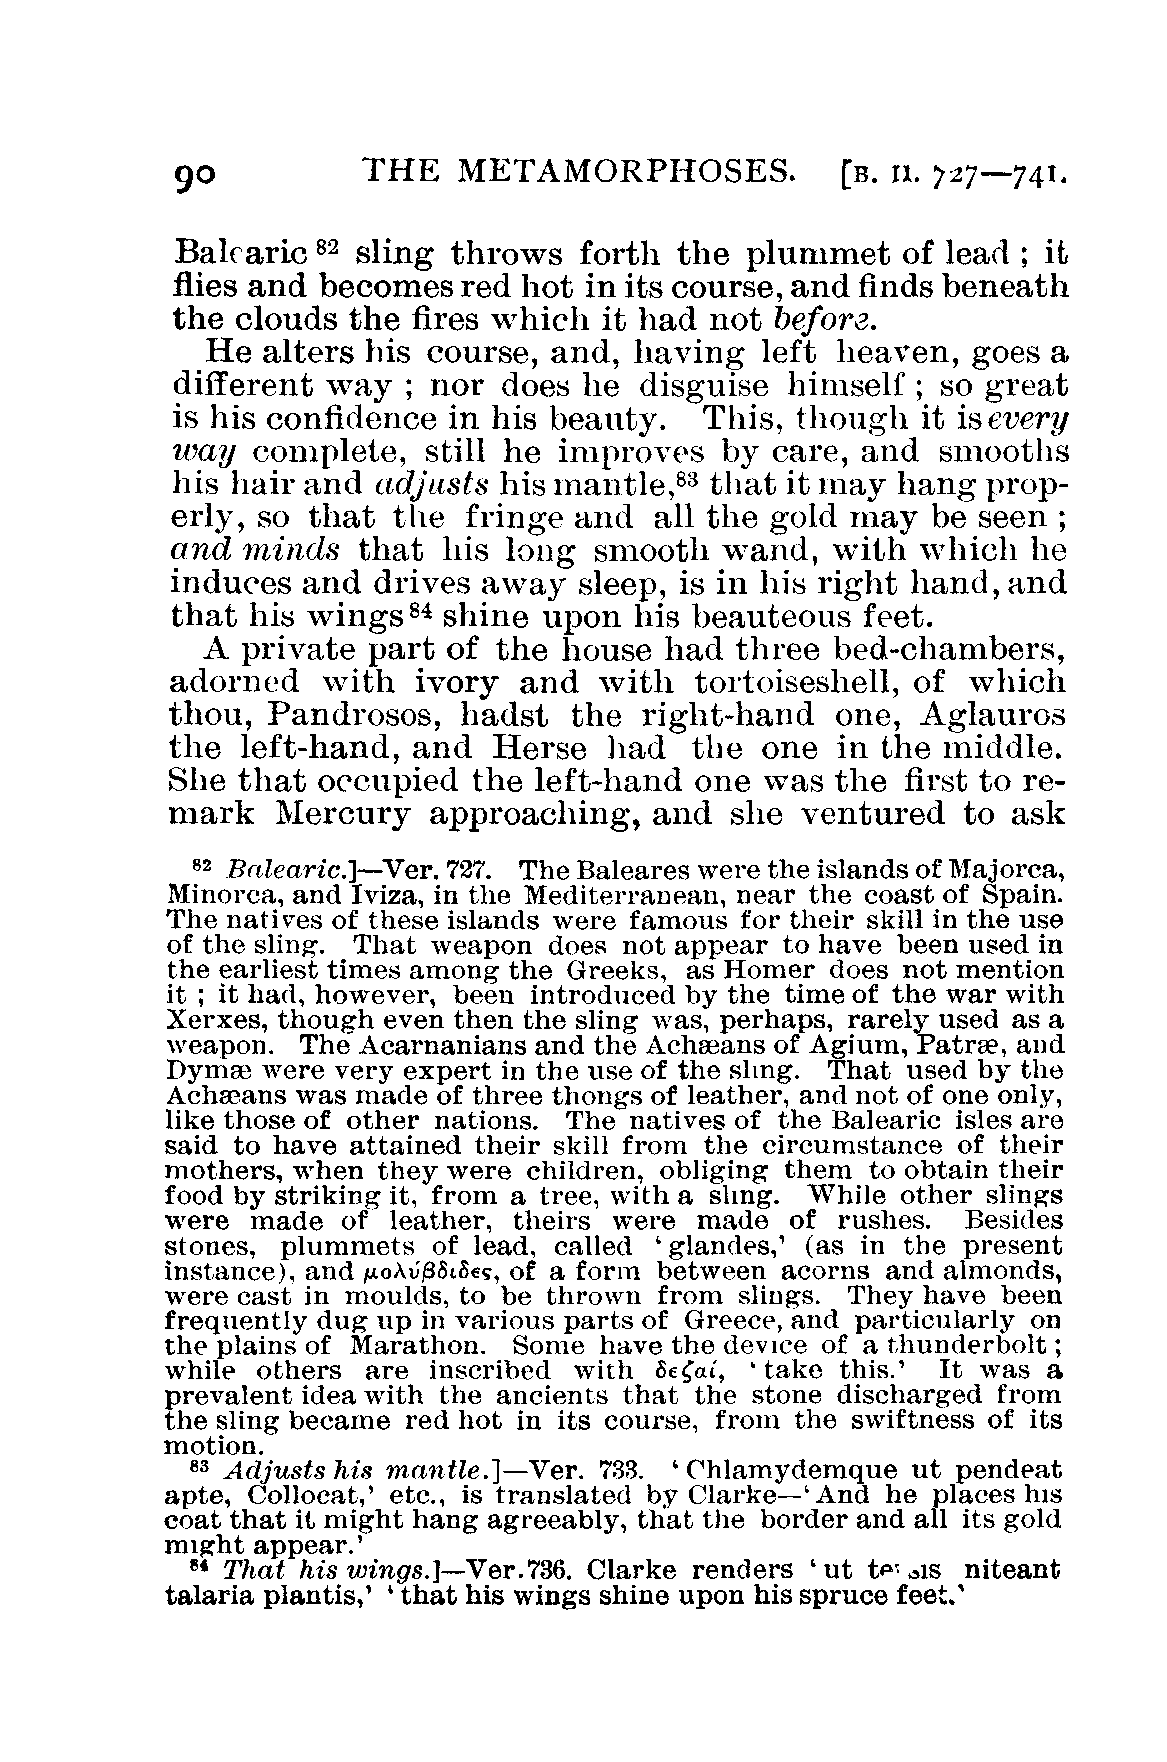 90 THE METAMORPHOSES. [B. II. 727—741.
Balearic ⁸² sling throws forth the plummet of lead ; it
flies and becomes red hot in its course, and finds beneath
the clouds the fires which it had not before.
He alters his course, and, having left heaven, goes a
different way ; nor does he disguise himself ; so great
is his confidence in his beauty. This, though it is every
way complete, still he improves by care, and smooths
his hair and adjusts his mantle,⁸³ that it may hang prop-
erly, so that the fringe and all the gold may be seen ;
and minds that his long smooth wand, with which he
induces and drives away sleep, is in his right hand, and
that his wings ⁸⁴ shine upon his beauteous feet.
A private part of the house had three bed-chambers,
adorned with ivory and with tortoiseshell, of which
thou, Pandrosos, hadst the right-hand one, Aglauros
the left-hand, and Herse had the one in the middle.
She that occupied the left-hand one was the first to re-
mark Mercury approaching, and she ventured to ask
⁸² Balearic.]—Ver. 727. The Baleares were the islands of Majorca,
Minorca, and Iviza, in the Mediterranean, near the coast of Spain.
The natives of these islands were famous for their skill in the use
of the sling. That weapon does not appear to have been used in
the earliest times among the Greeks, as Homer does not mention
it ; it had, however, been introduced by the time of the war with
Xerxes, though even then the sling was, perhaps, rarely used as a
weapon. The Acarnanians and the Achæans of Agium, Patræ, and
Dymæ were very expert in the use of the sling. That used by the
Achæans was made of three thongs of leather, and not of one only,
like those of other nations. The natives of the Balearic isles are
said to have attained their skill from the circumstance of their
mothers, when they were children, obliging them to obtain their
food by striking it, from a tree, with a sling. While other slings
were made of leather, theirs were made of rushes. Besides
stones, plummets of lead, called ‘glandes,’ (as in the present
instance), and μολύβδιδες, of a form between acorns and almonds,
were cast in moulds, to be thrown from slings. They have been
frequently dug up in various parts of Greece, and particularly on
the plains of Marathon. Some have the device of a thunderbolt ;
while others are inscribed with δεξαί, ‘take this.’ It was a
prevalent idea with the ancients that the stone discharged from
the sling became red hot in its course, from the swiftness of its
motion.
⁸³ Adjusts his mantle.]—Ver. 733. ‘Chlamydemque ut pendeat
apte, Collocat,’ etc., is translated by Clarke—‘And he places his
coat that it might hang agreeably, that the border and all its gold
might appear.’
⁸⁴ That his wings.]—Ver. 736. Clarke renders ‘ut niteant
talaria plantis,’ ‘that his wings shine upon his spruce feet.’